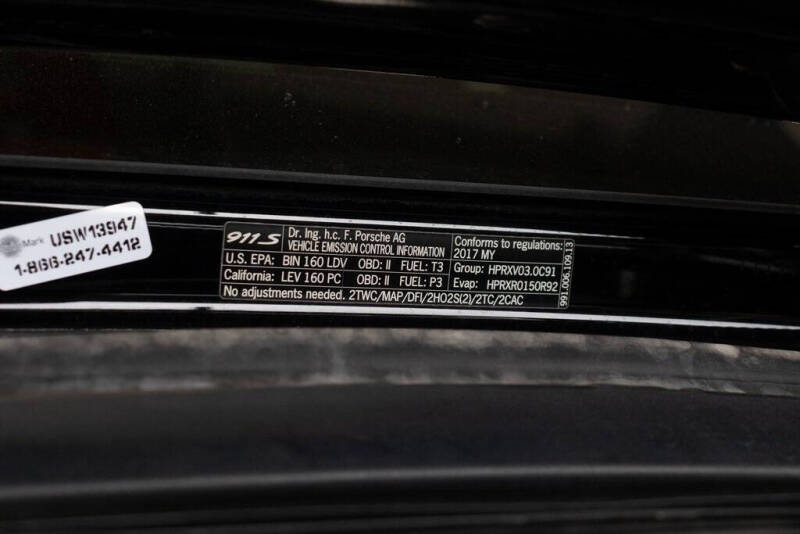 Mark USW13947
1-866-247-4412
911 S
Dr. Ing. h.c. F. Porsche AG
VEHICLE EMISSION CONTROL INFORMATION
Conforms to regulations:
2017 MY
U.S. EPA: BIN 160 LDV OBD: II FUEL: T3
California: LEV 160 PC OBD: II FUEL: P3
Group: HPRXV03.0C91
Evap: HPRXR0150R92
No adjustments needed. 2TWC/MAP/DFI/2HO2S(2)/2TC/2CAC
991.006.109.13